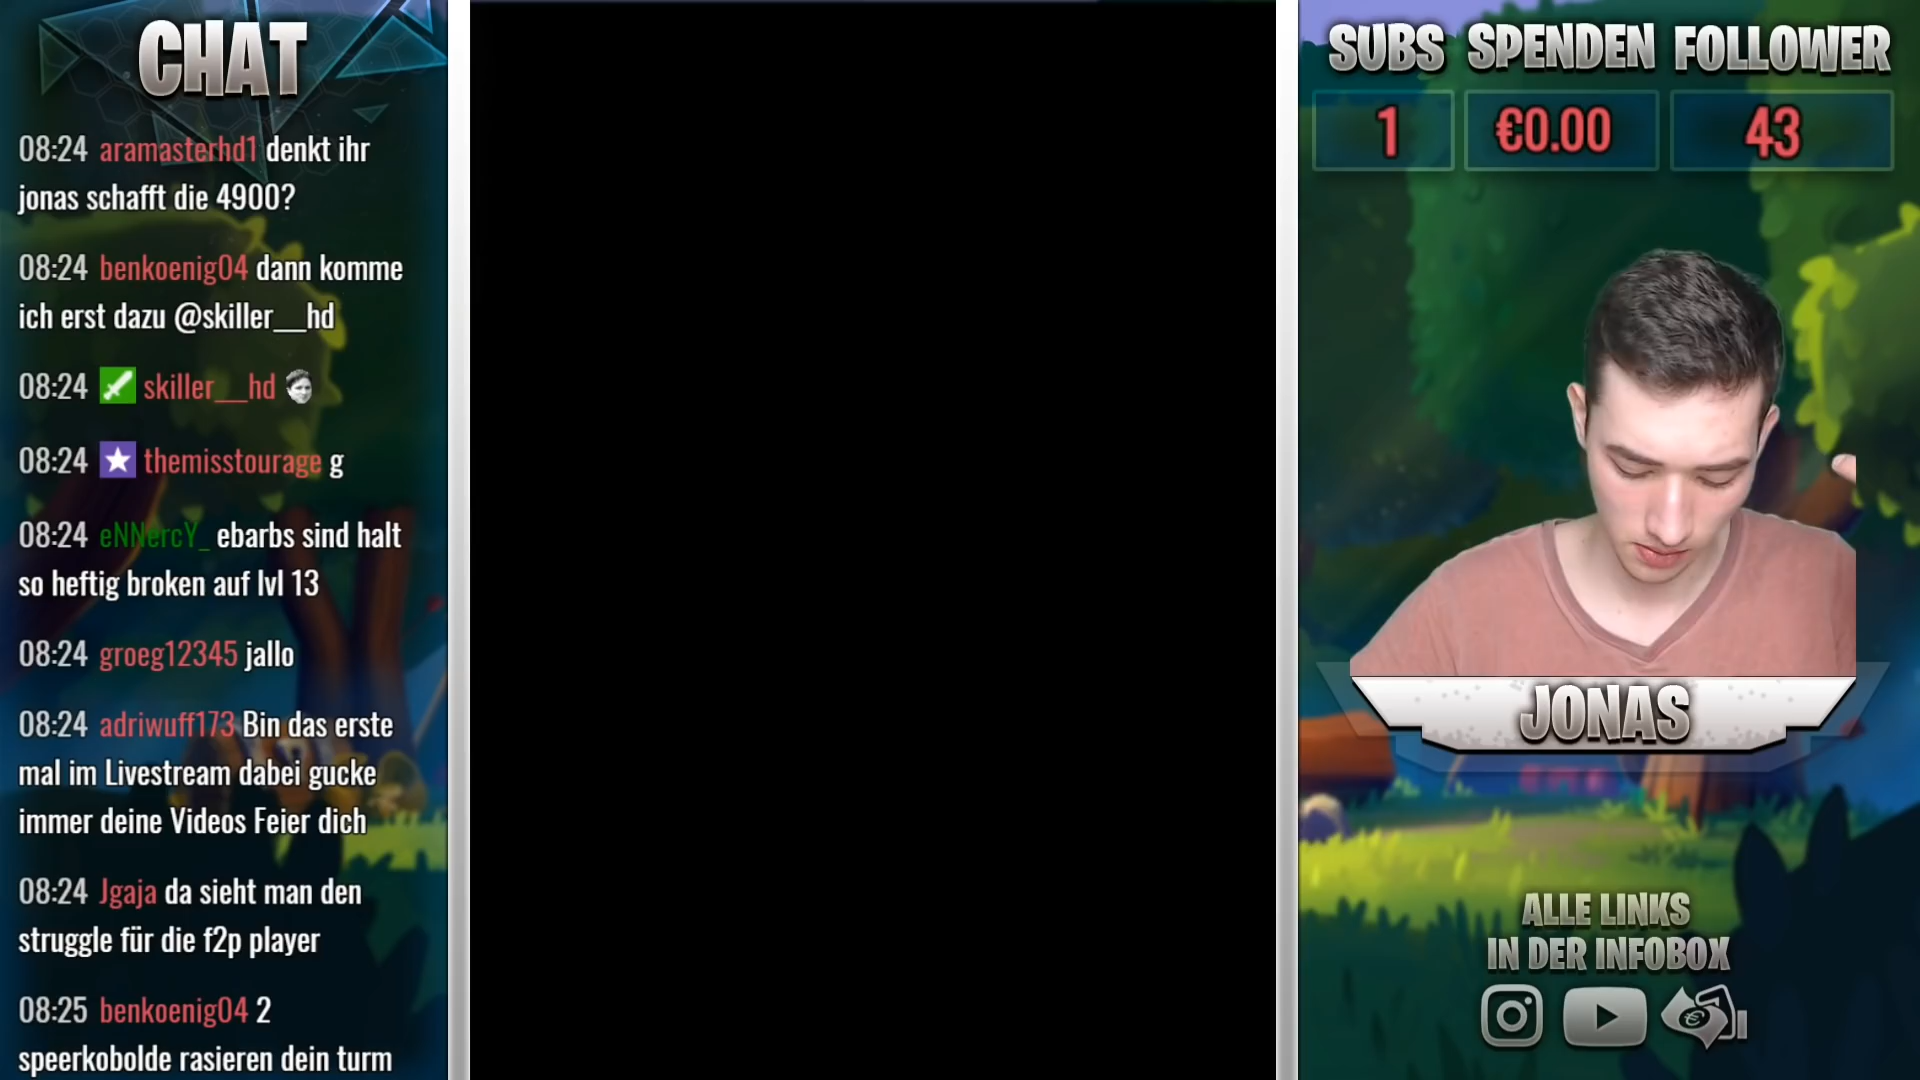 CHAT
08:24 aramasterhd1 denkt ihr
jonas schafft die 4900?
08:24 benkoenig04 dann komme
ich erst dazu @skiller__hd
08:24 skiller__hd
08:24 themisstourage g
08:24 eNNercY_ ebarbs sind halt
so heftig broken auf lvl 13
08:24 groeg12345 jallo
08:24 adriwuff173 Bin das erste
mal im Livestream dabei gucke
immer deine Videos Feier dich
08:24 Jgaja da sieht man den
struggle für die f2p player
08:25 benkoenig04 2
speerkobolde rasieren dein turm
SUBS SPENDEN FOLLOWER
1 €0.00 43
JONAS
ALLE LINKS
IN DER INFOBOX